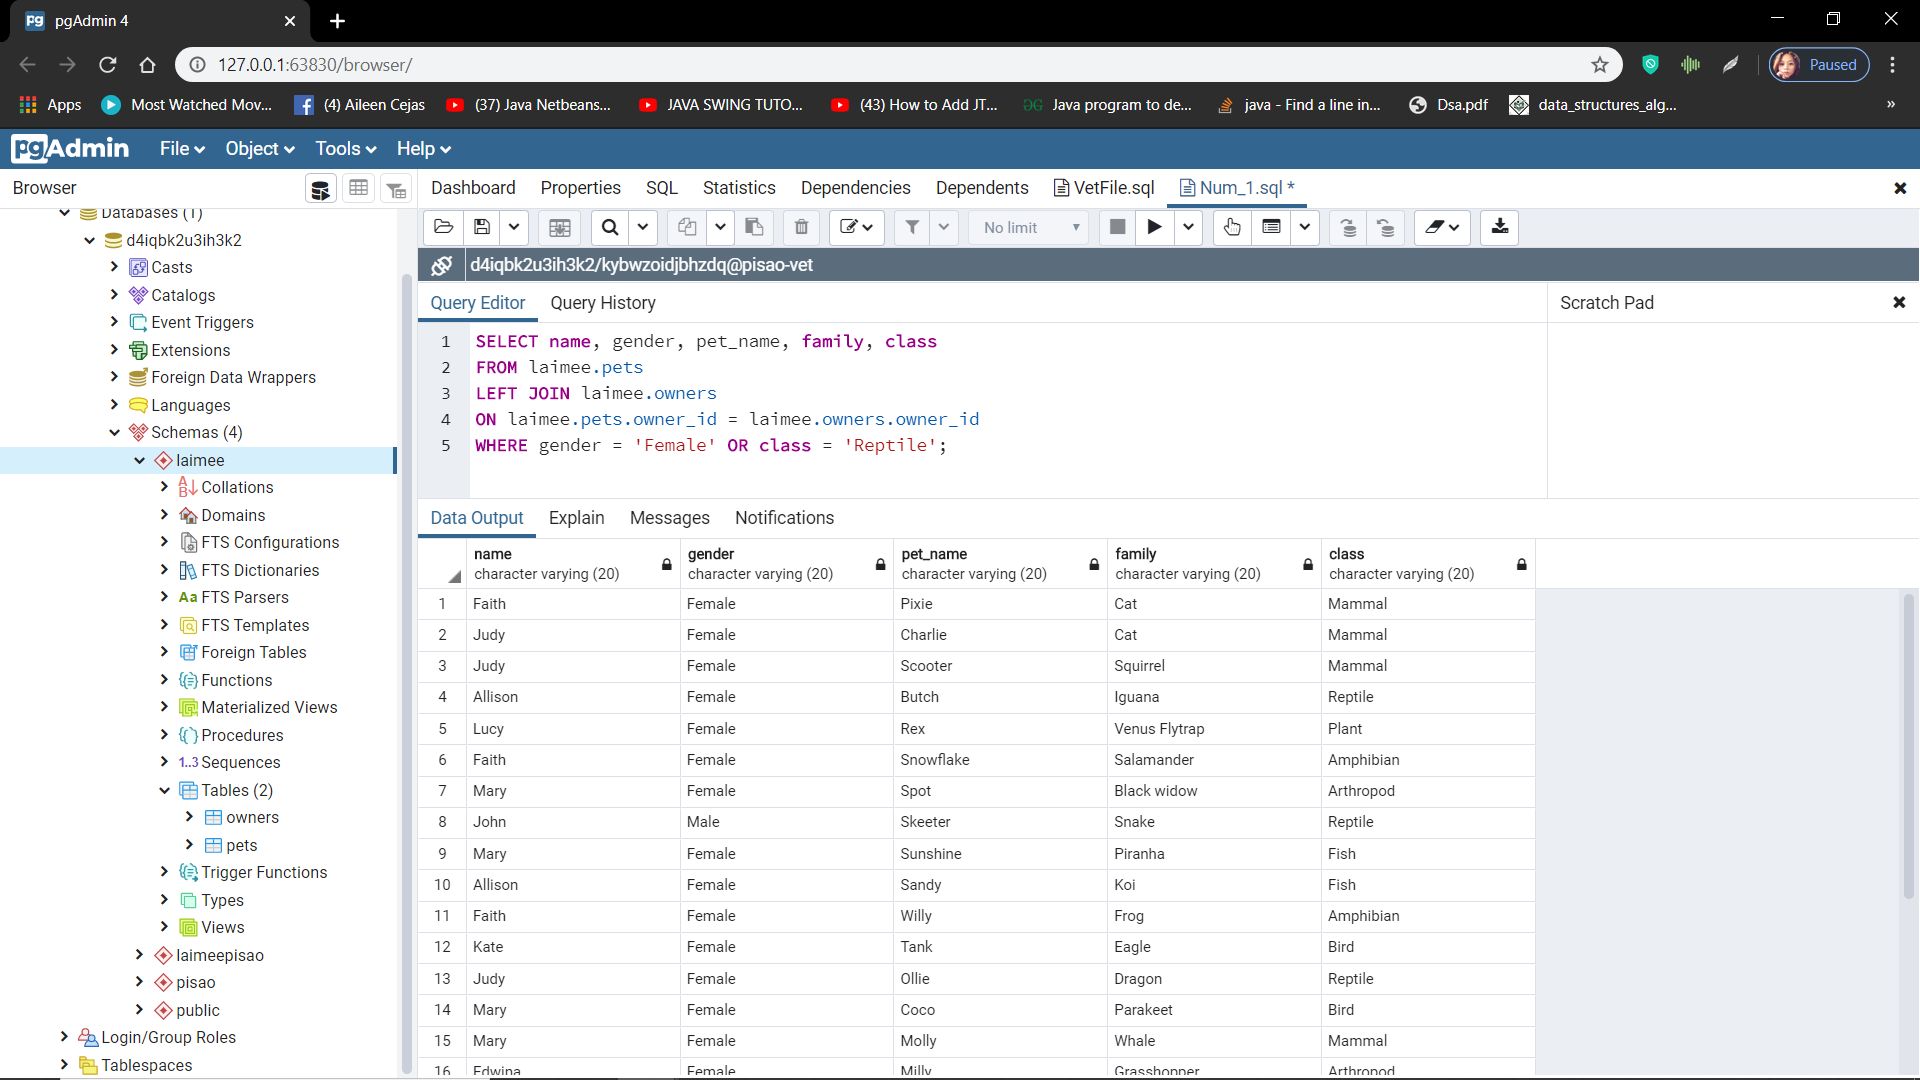 pgAdmin 4
127.0.0.1:63830/browser/
Paused
Apps
Most Watched Mov...
(4) Aileen Cejas
(37) Java Netbeans...
JAVA SWING TUTO...
(43) How to Add JT...
Java program to de...
java - Find a line in...
Dsa.pdf
data_structures_alg...
pgAdmin File Object Tools Help
Browser
Dashboard Properties SQL Statistics Dependencies Dependents VetFile.sql Num_1.sql *
No limit
d4iqbk2u3ih3k2/kybwzoidjbhzdq@pisao-vet
Databases (1)
d4iqbk2u3ih3k2
Casts
Catalogs
Event Triggers
Extensions
Foreign Data Wrappers
Languages
Schemas (4)
laimee
Collations
Domains
FTS Configurations
FTS Dictionaries
Aa FTS Parsers
FTS Templates
Foreign Tables
Functions
Materialized Views
Procedures
1..3 Sequences
Tables (2)
owners
pets
Trigger Functions
Types
Views
laimeepisao
pisao
public
Login/Group Roles
Tablespaces
Query Editor Query History
Scratch Pad
1 SELECT name, gender, pet_name, family, class
2 FROM laimee.pets
3 LEFT JOIN laimee.owners
4 ON laimee.pets.owner_id = laimee.owners.owner_id
5 WHERE gender = 'Female' OR class = 'Reptile';
Data Output Explain Messages Notifications
name gender pet_name family class
character varying (20) character varying (20) character varying (20) character varying (20) character varying (20)
1 Faith Female Pixie Cat Mammal
2 Judy Female Charlie Cat Mammal
3 Judy Female Scooter Squirrel Mammal
4 Allison Female Butch Iguana Reptile
5 Lucy Female Rex Venus Flytrap Plant
6 Faith Female Snowflake Salamander Amphibian
7 Mary Female Spot Black widow Arthropod
8 John Male Skeeter Snake Reptile
9 Mary Female Sunshine Piranha Fish
10 Allison Female Sandy Koi Fish
11 Faith Female Willy Frog Amphibian
12 Kate Female Tank Eagle Bird
13 Judy Female Ollie Dragon Reptile
14 Mary Female Coco Parakeet Bird
15 Mary Female Molly Whale Mammal
16 Edwina Female Milly Grasshopper Arthropod